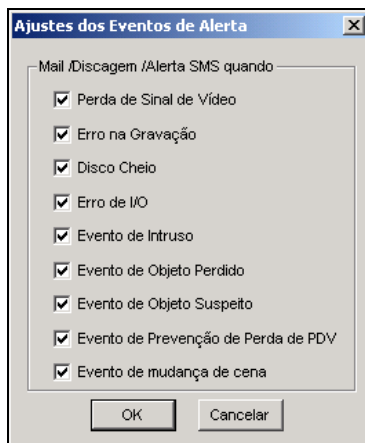 Ajustes dos Eventos de Alerta
Mail /Discagem /Alerta SMS quando
Perda de Sinal de Vídeo
Erro na Gravação
Disco Cheio
Erro de I/O
Evento de Intruso
Evento de Objeto Perdido
Evento de Objeto Suspeito
Evento de Prevenção de Perda de PDV
Evento de mudança de cena
OK Cancelar